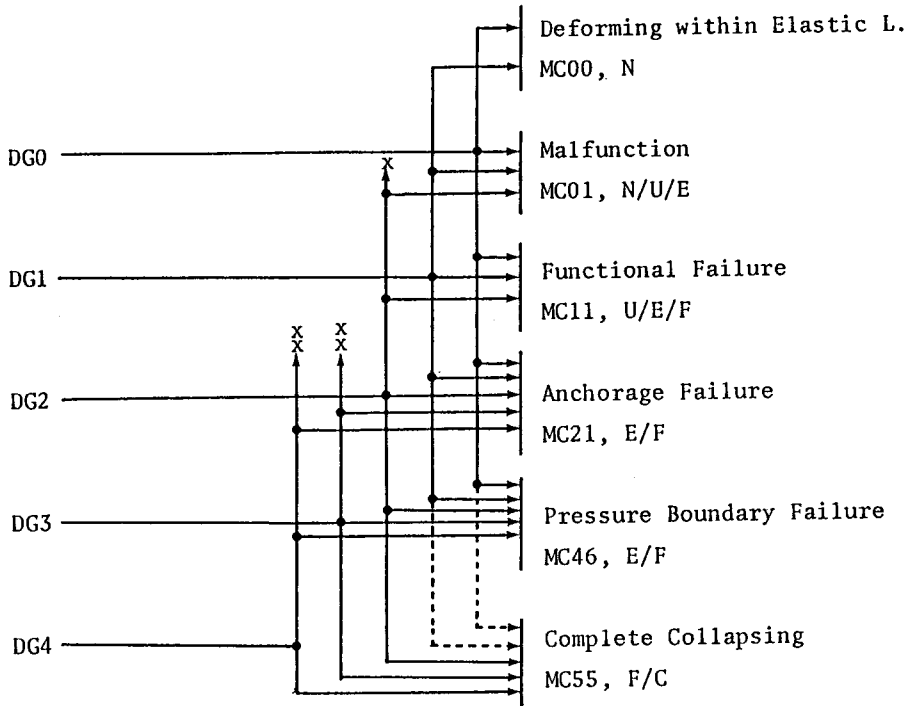 Deforming within Elastic L.
MC00, N
DG0
Malfunction
x
MC01, N/U/E
DG1
Functional Failure
MC11, U/E/F
x x
x x
DG2
Anchorage Failure
MC21, E/F
DG3
Pressure Boundary Failure
MC46, E/F
DG4
Complete Collapsing
MC55, F/C